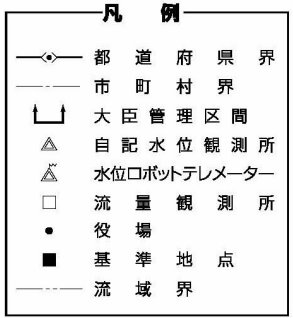 凡例
都道府県界
市町村界
大臣管理区間
自記水位観測所
水位ロボットテレメーター
流量観測所
役場
基準地点
流域界